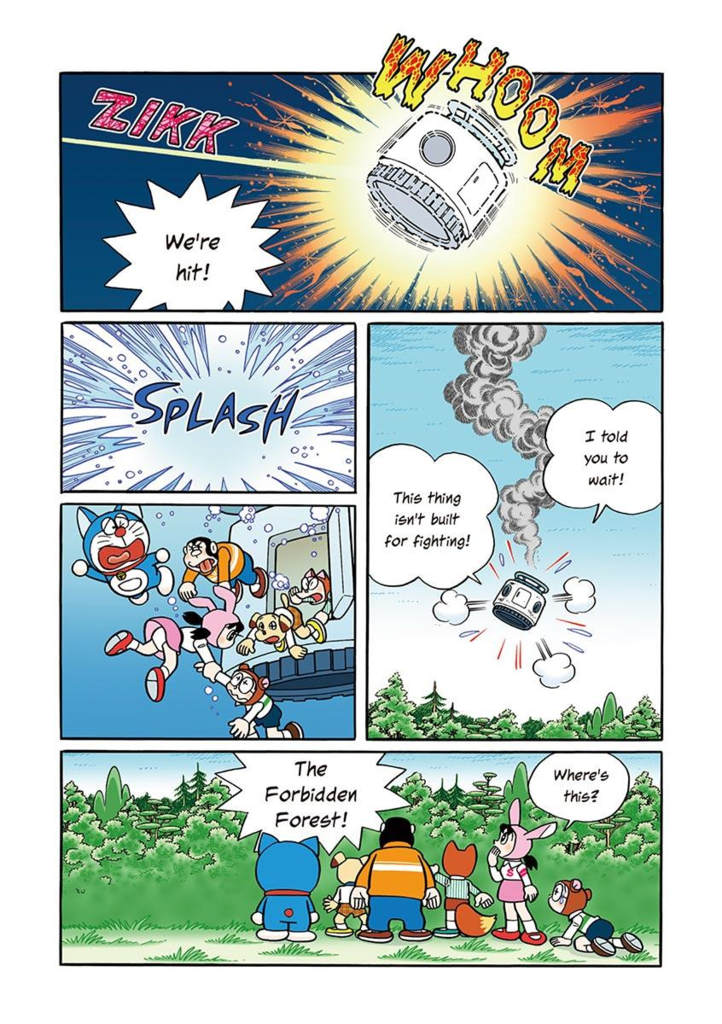 ZIKK
WHOOM
We're
hit!
I told
you to
wait!
This thing
isn't built
for fighting!
SPLASH
Where's
this?
The
Forbidden
Forest!
S